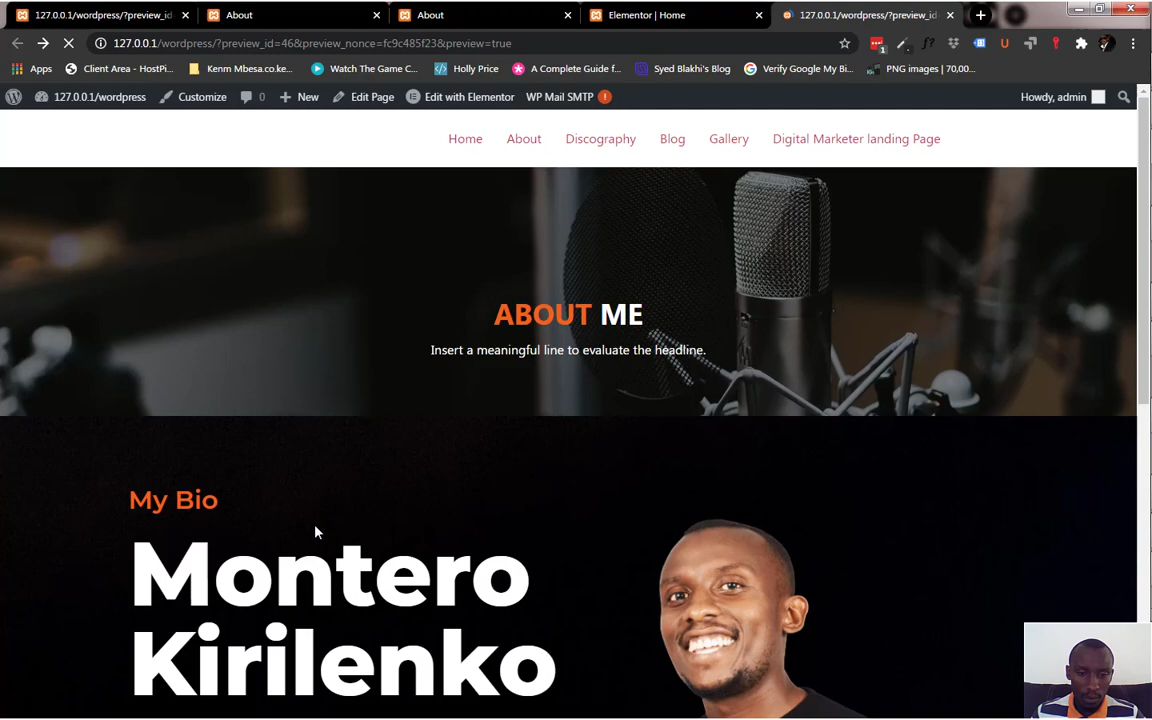 127.0.0.1/wordpress/?preview_id
About
About
Elementor | Home
127.0.0.1/wordpress/?preview_id
127.0.0.1/wordpress/?preview_id=46&preview_nonce=fc9c485f23&preview=true
1
f?
U
Apps
Client Area - HostPi...
Kenm Mbesa.co.ke...
Watch The Game C...
Holly Price
A Complete Guide f...
Syed Blakhi's Blog
Verify Google My Bi...
PNG images | 70,00...
127.0.0.1/wordpress
Customize
0
New
Edit Page
Edit with Elementor
WP Mail SMTP !
Howdy, admin
Home
About
Discography
Blog
Gallery
Digital Marketer landing Page
ABOUT ME
Insert a meaningful line to evaluate the headline.
My Bio
Montero
Kirilenko